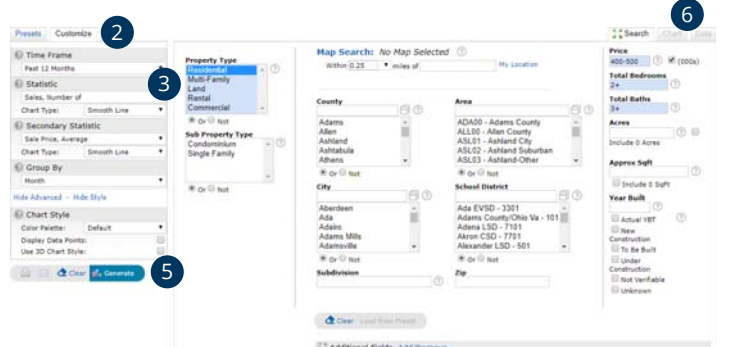 Presets Customize 2
Time Frame
Past 12 Months
Statistic
3
Sales, Number of
Chart Type: Smooth Line
Secondary Statistic
Sale Price, Average
Chart Type: Smooth Line
Group By
Month
Hide Advanced - Hide Style
Chart Style
Color Palette: Default
Display Data Points:
Use 3D Chart Style:
Clear Generate 5
Property Type
Residential
Multi-Family
Land
Rental
Commercial
Or Not
Sub Property Type
Condominium
Single Family
Or Not
Map Search: No Map Selected
Within 0.25 miles of My Location
County
Adams
Allen
Ashland
Ashtabula
Athens
Or Not
Area
ADA00 - Adams County
ALL00 - Allen County
ASL01 - Ashland City
ASL02 - Ashland Suburban
ASL03 - Ashland-Other
Or Not
City
Aberdeen
Ada
Adairo
Adams Mills
Adamsville
Or Not
School District
Ada EVSD - 3301
Adams County/Ohio Va - 101
Adena LSD - 7101
Akron CSD - 7701
Alexander LSD - 501
Or Not
Subdivision
Zip
Clear Load from Preset
Additional Fields Add/Remove
6
Search Chart Data
Price
400-500 (000s)
Total Bedrooms
2+
Total Baths
3+
Acres
Include 0 Acres
Approx Sqft
Include 0 Sqft
Year Built
Actual YBT
New
Construction
To Be Built
Under
Construction
Not Verifiable
Unknown